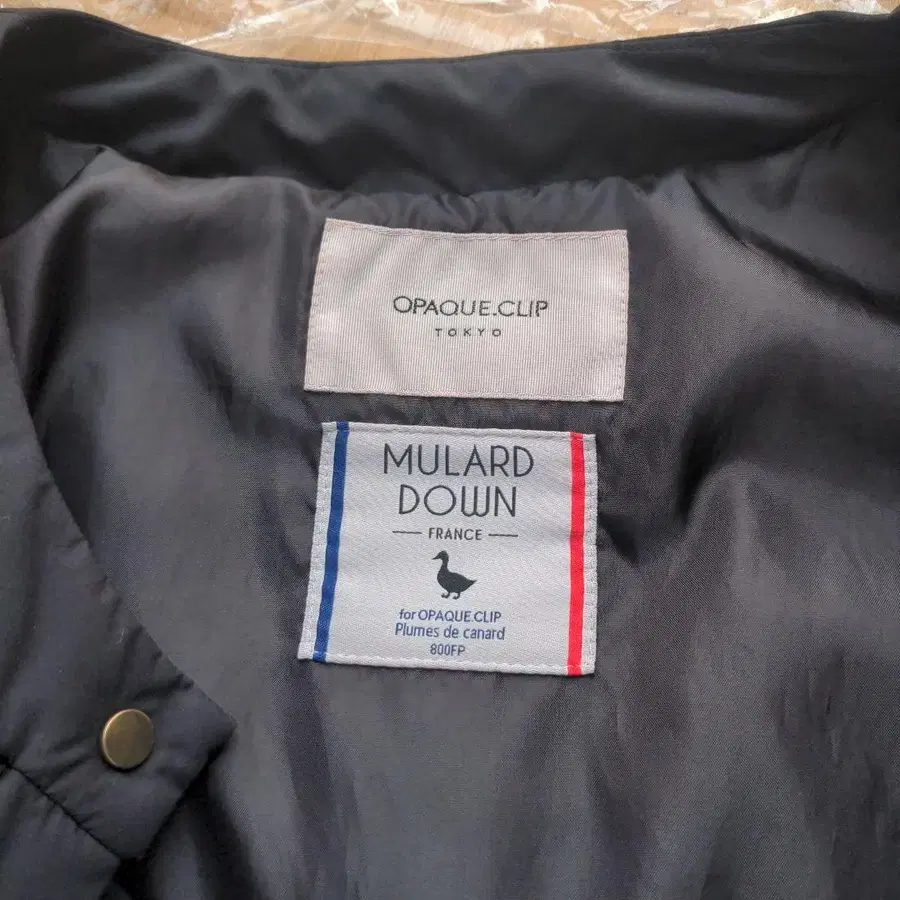 OPAQUE.CLIP
TOKYO
MULARD
DOWN
FRANCE
for OPAQUE.CLIP
Plumes de canard
800FP